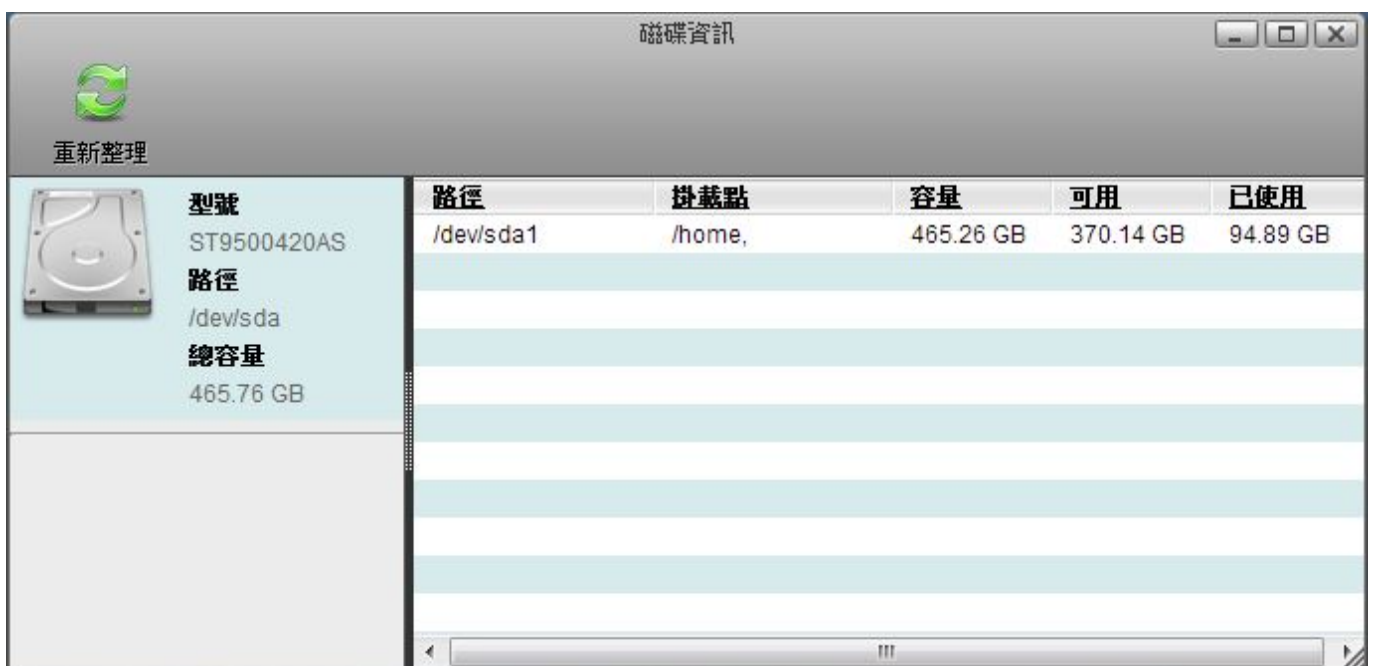 磁碟資訊
重新整理
型號
ST9500420AS
路徑
/dev/sda
總容量
465.76 GB
路徑 掛載點 容量 可用 已使用
/dev/sda1 /home, 465.26 GB 370.14 GB 94.89 GB